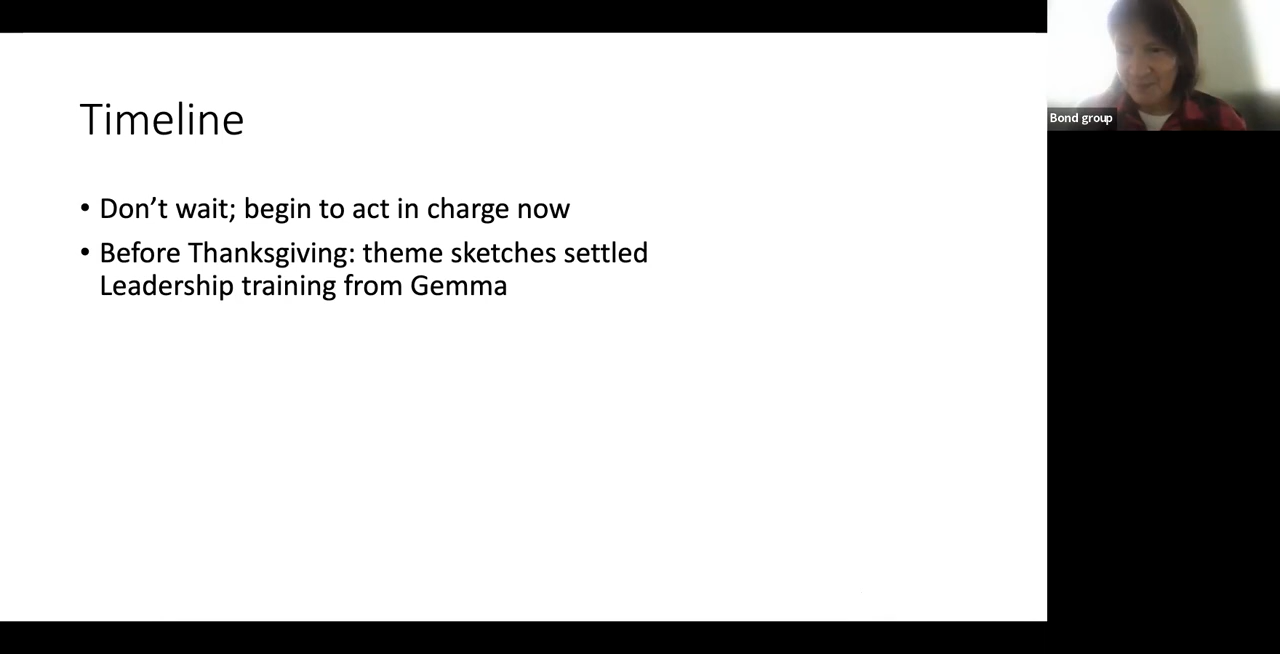 Timeline
• Don’t wait; begin to act in charge now
• Before Thanksgiving: theme sketches settled
Leadership training from Gemma
Bond group